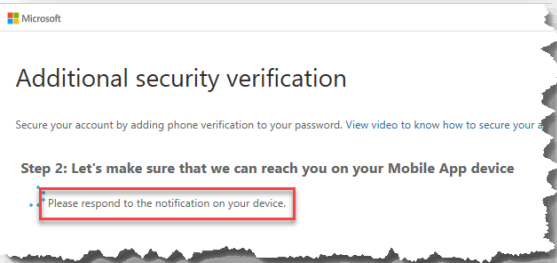 Microsoft
Additional security verification
Secure your account by adding phone verification to your password. View video to know how to secure your a
Step 2: Let's make sure that we can reach you on your Mobile App device
Please respond to the notification on your device.